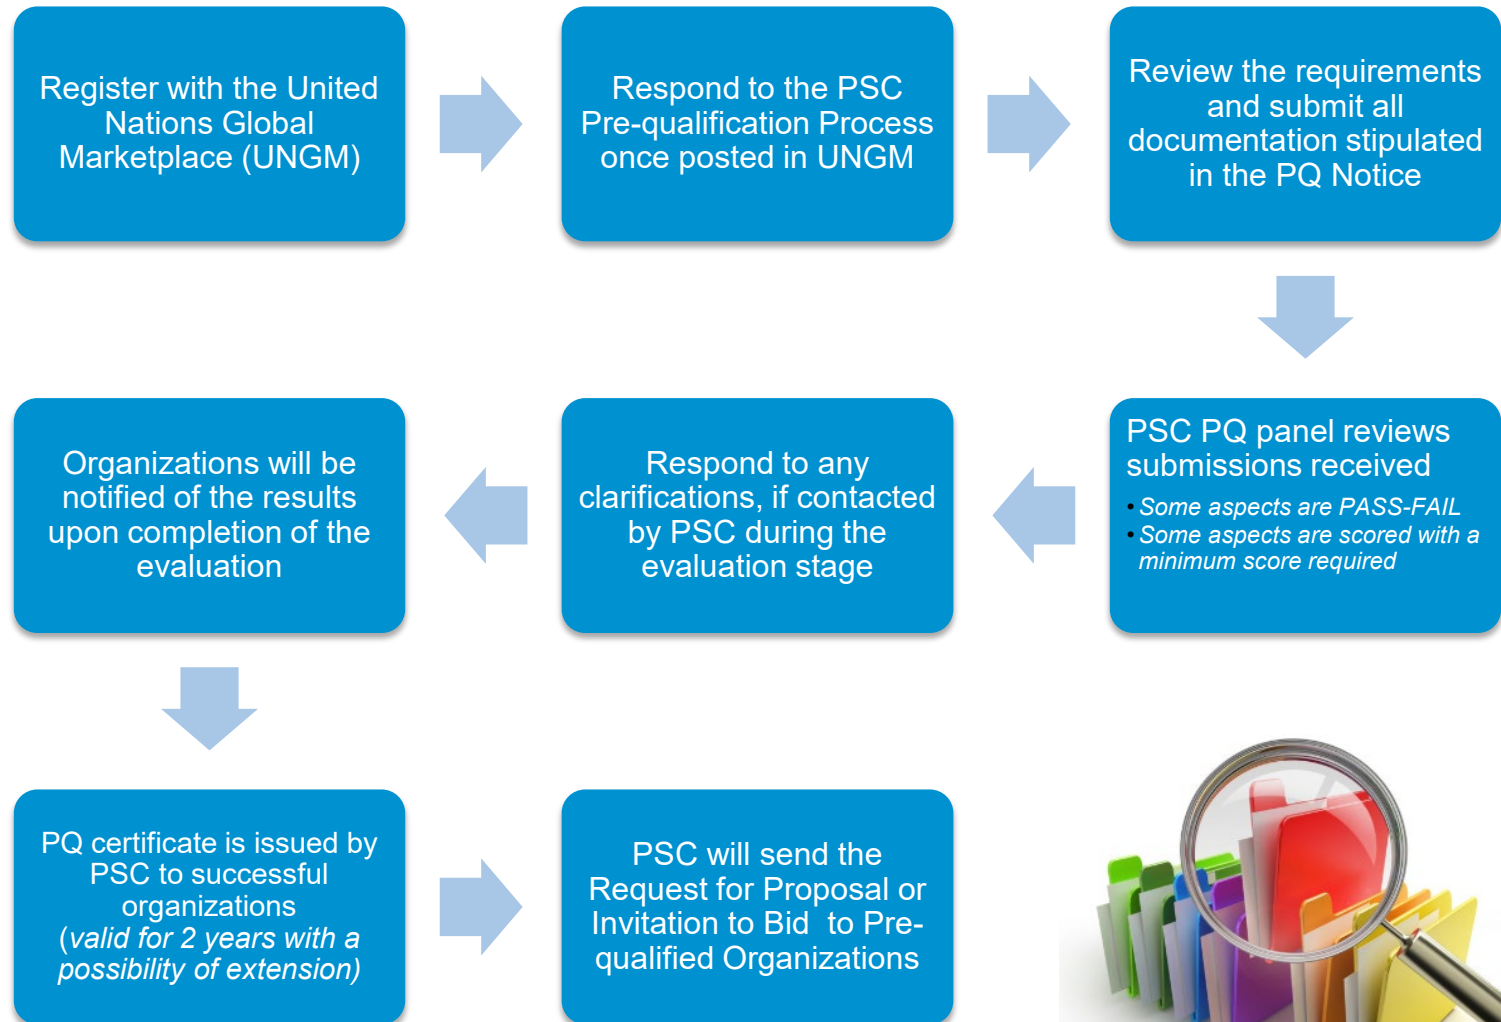 Register with the United
Nations Global
Marketplace (UNGM)
Respond to the PSC
Pre-qualification Process
once posted in UNGM
Review the requirements
and submit all
documentation stipulated
in the PQ Notice
PSC PQ panel reviews
submissions received
• Some aspects are PASS-FAIL
• Some aspects are scored with a
minimum score required
Respond to any
clarifications, if contacted
by PSC during the
evaluation stage
Organizations will be
notified of the results
upon completion of the
evaluation
PQ certificate is issued by
PSC to successful
organizations
(valid for 2 years with a
possibility of extension)
PSC will send the
Request for Proposal or
Invitation to Bid  to Pre-
qualified Organizations